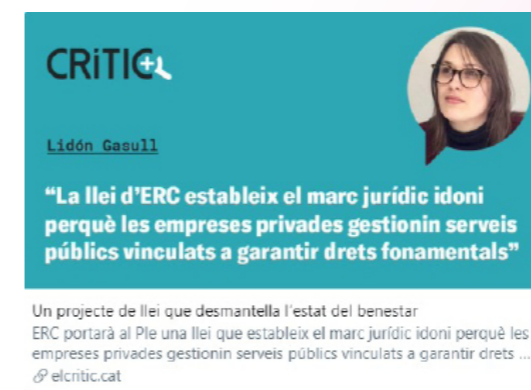 CRÍTIC
Lidón Gasull
“La llei d’ERC estableix el marc jurídic idoni
perquè les empreses privades gestionin serveis
públics vinculats a garantir drets fonamentals”
Un projecte de llei que desmantella l'estat del benestar
ERC portarà al Ple una llei que estableix el marc jurídic idoni perquè les
empreses privades gestionin serveis públics vinculats a garantir drets ...
elcritic.cat